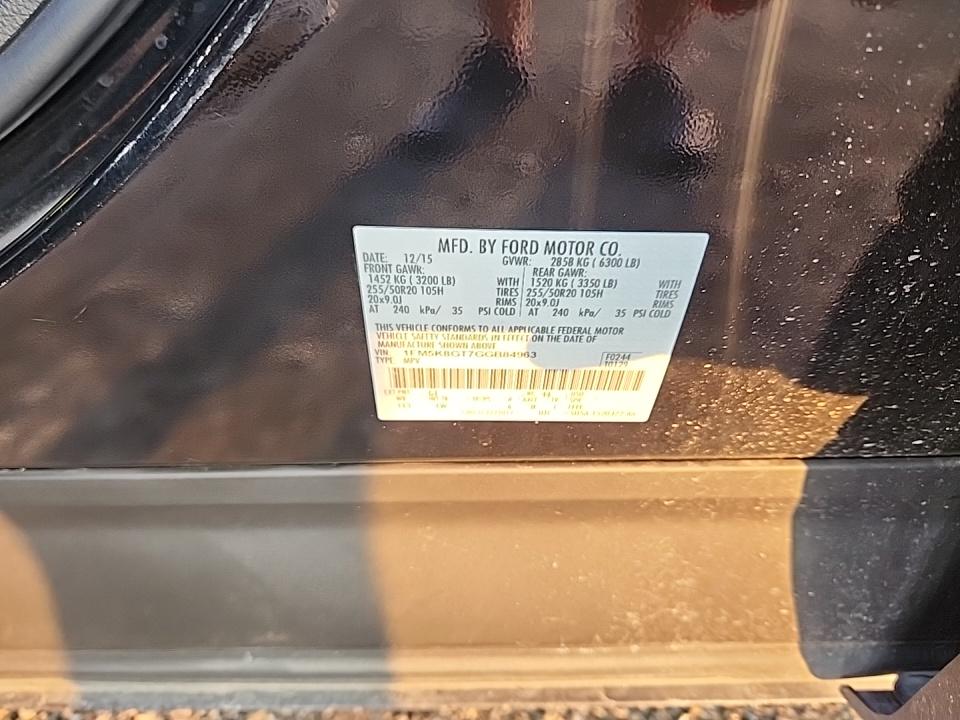 MFD. BY FORD MOTOR CO.
DATE: 12/15 GVWR: 2858 KG ( 6300 LB)
FRONT GAWR: REAR GAWR:
1452 KG ( 3200 LB) WITH 1520 KG ( 3350 LB) WITH
255/50R20 105H TIRES 255/50R20 105H TIRES
20x9.0J RIMS 20x9.0J RIMS
AT 240 kPa/ 35 PSI COLD AT 240 kPa/ 35 PSI COLD
THIS VEHICLE CONFORMS TO ALL APPLICABLE FEDERAL MOTOR
VEHICLE SAFETY STANDARDS IN EFFECT ON THE DATE OF
MANUFACTURE SHOWN ABOVE
VIN: 1FM5K8GT7GGB84963 F0244
TYPE: MPV T0129